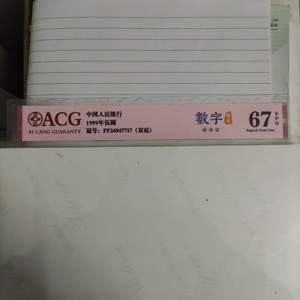 ACG
AI CANG GUARANTY
中国人民银行
1999年伍圆
冠号: FF24947717 (双冠)
數字
☆☆☆
67 EPQ
Superb Gem Unc